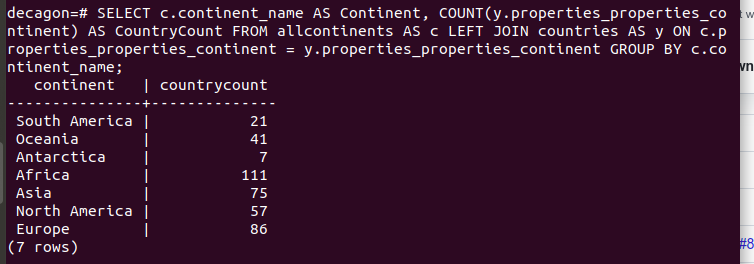 decagon=# SELECT c.continent_name AS Continent, COUNT(y.properties_properties_co
ntinent) AS CountryCount FROM allcontinents AS c LEFT JOIN countries AS y ON c.p
roperties_properties_continent = y.properties_properties_continent GROUP BY c.co
ntinent_name;
   continent   | countrycount
---------------+--------------
 South America |           21
 Oceania       |           41
 Antarctica    |            7
 Africa        |          111
 Asia          |           75
 North America |           57
 Europe        |           86
(7 rows)
t w
wn
#8